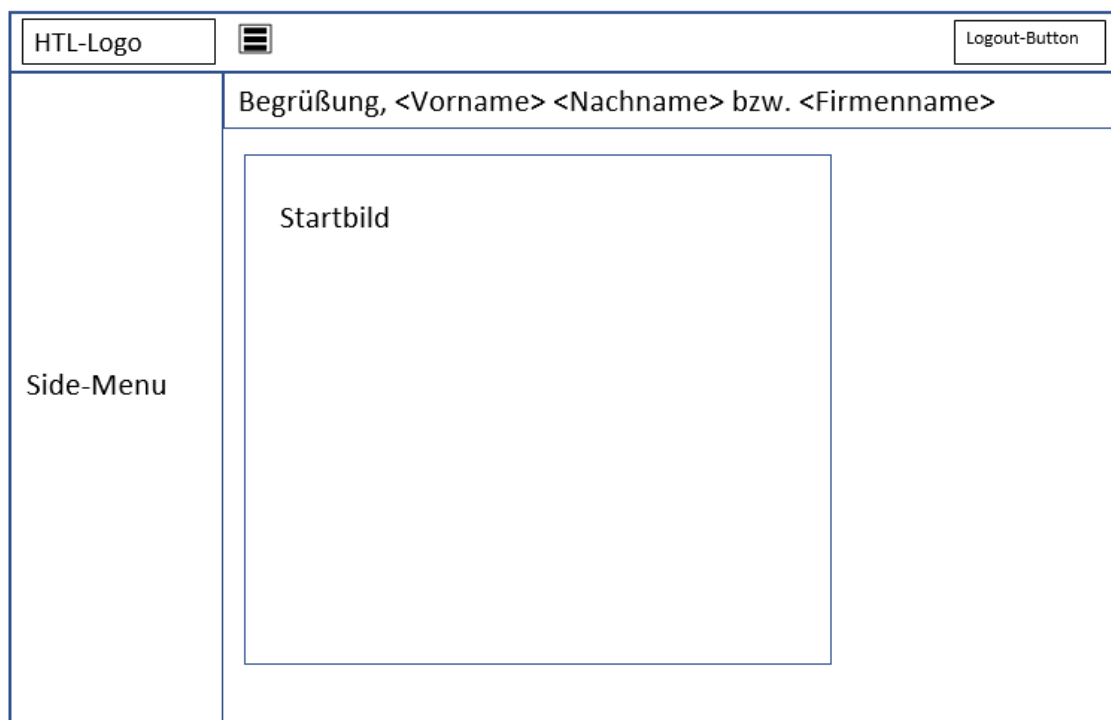 HTL-Logo
Logout-Button
Begrüßung, <Vorname> <Nachname> bzw. <Firmenname>
Startbild
Side-Menu